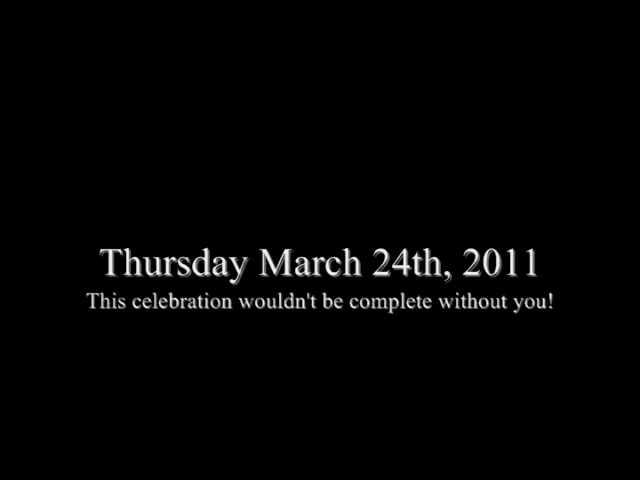 Thursday March 24th, 2011
This celebration wouldn't be complete without you!